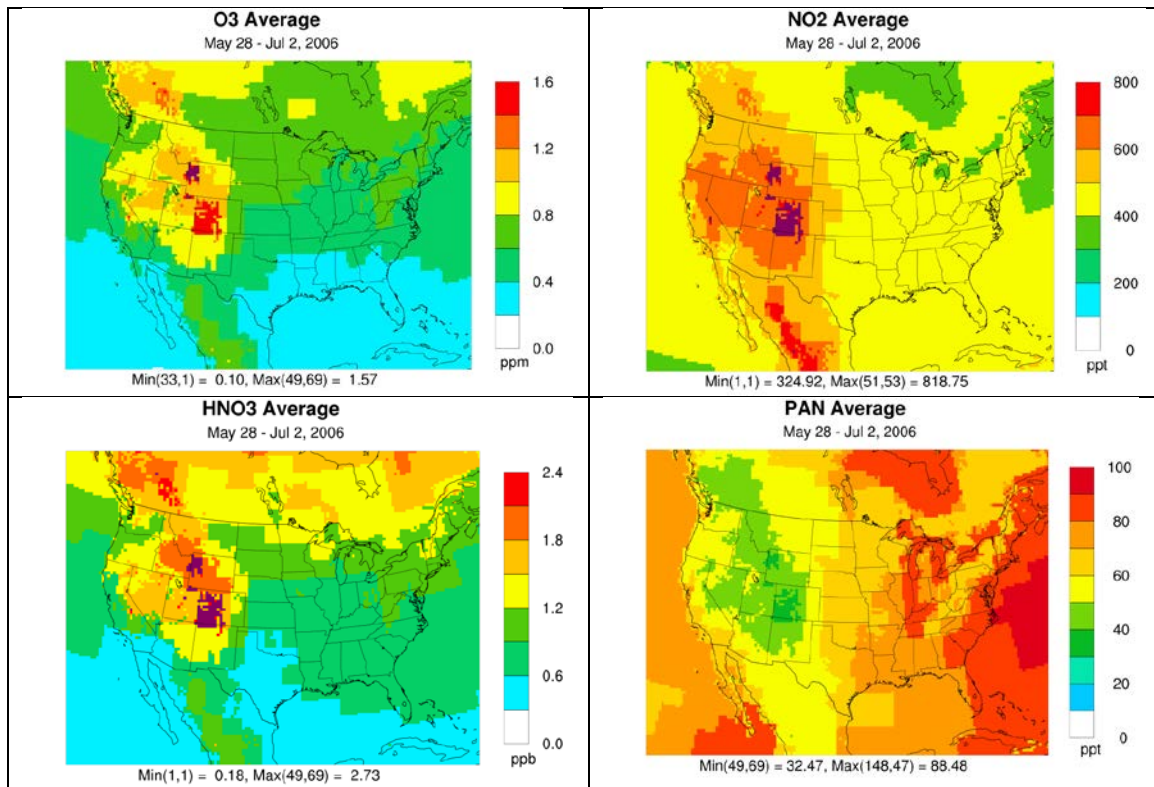 O3 Average
May 28 - Jul 2, 2006
1.6
1.2
0.8
0.4
0.0
ppm
Min(33,1) = 0.10, Max(49,69) = 1.57
NO2 Average
May 28 - Jul 2, 2006
800
600
400
200
0
ppt
Min(1,1) = 324.92, Max(51,53) = 818.75
HNO3 Average
May 28 - Jul 2, 2006
2.4
1.8
1.2
0.6
0.0
ppb
Min(1,1) = 0.18, Max(49,69) = 2.73
PAN Average
May 28 - Jul 2, 2006
100
80
60
40
20
0
ppt
Min(49,69) = 32.47, Max(148,47) = 88.48